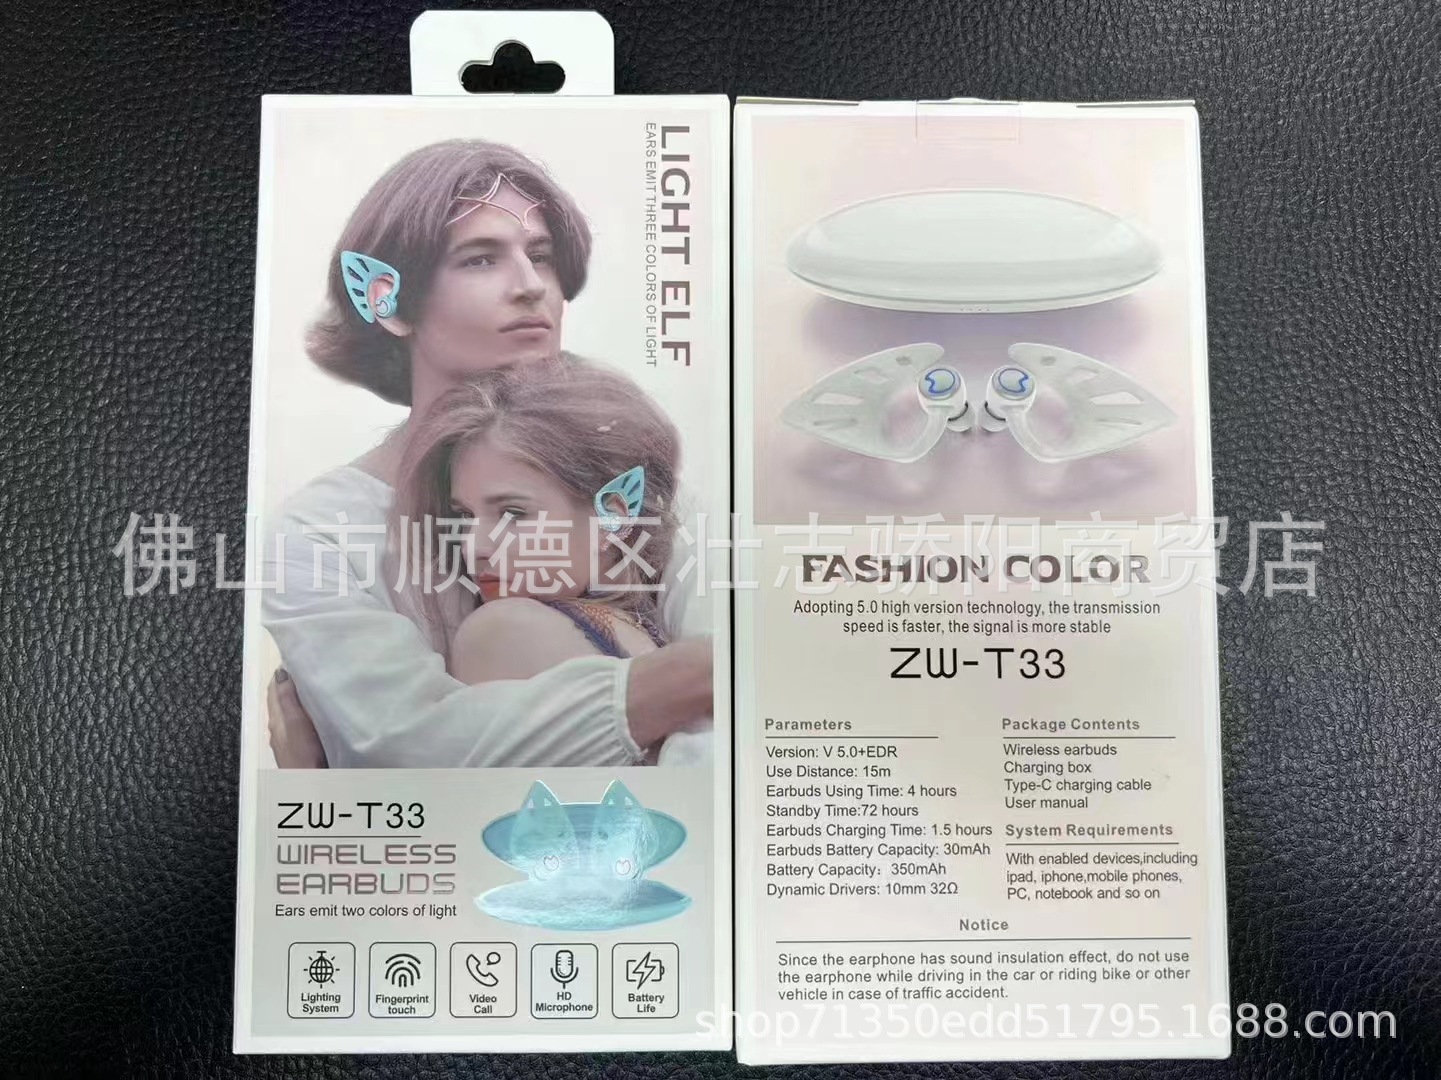 LIGHT ELF
EARS EMIT THREE COLORS OF LIGHT
ZW-T33
WIRELESS
EARBUDS
Ears emit two colors of light
Lighting
System
Fingerprint
touch
Video
Call
HD
Microphone
Battery
Life
FASHION COLOR
Adopting 5.0 high version technology, the transmission
speed is faster, the signal is more stable
ZW-T33
Parameters
Version: V 5.0+EDR
Use Distance: 15m
Earbuds Using Time: 4 hours
Standby Time:72 hours
Earbuds Charging Time: 1.5 hours
Earbuds Battery Capacity: 30mAh
Battery Capacity：350mAh
Dynamic Drivers: 10mm 32Ω
Package Contents
Wireless earbuds
Charging box
Type-C charging cable
User manual
System Requirements
With enabled devices,including
ipad, iphone,mobile phones,
PC, notebook and so on
Notice
Since the earphone has sound insulation effect, do not use
the earphone while driving in the car or riding bike or other
vehicle in case of traffic accident.
佛山市顺德区壮志骄阳商贸店
shop71350edd51795.1688.com